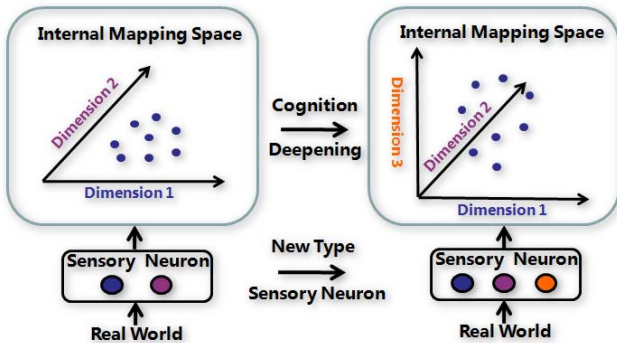 Internal Mapping Space
Dimension 2
Dimension 1
Sensory Neuron
Real World
Cognition
Deepening
New Type
Sensory Neuron
Internal Mapping Space
Dimension 3
Dimension 2
Dimension 1
Sensory Neuron
Real World